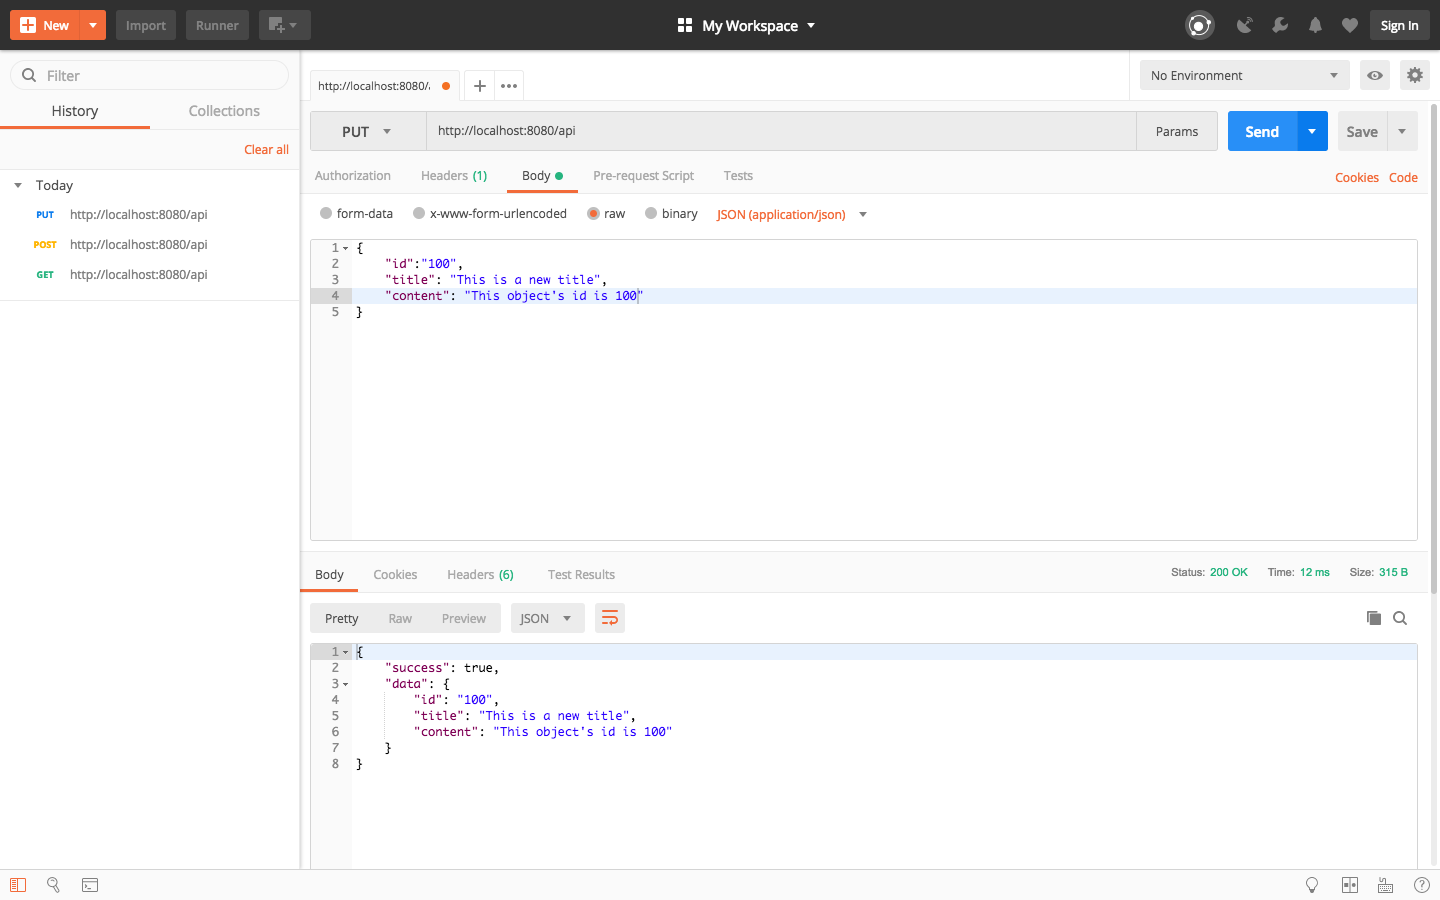 New Import Runner My Workspace Sign In
Filter
History Collections
Clear all
Today
PUT http://localhost:8080/api
POST http://localhost:8080/api
GET http://localhost:8080/api
http://localhost:8080/a No Environment
PUT http://localhost:8080/api Params Send Save
Authorization Headers (1) Body Pre-request Script Tests Cookies Code
form-data x-www-form-urlencoded raw binary JSON (application/json)
1 {
2 "id":"100",
3 "title": "This is a new title",
4 "content": "This object's id is 100"
5 }
Body Cookies Headers (6) Test Results Status: 200 OK Time: 12 ms Size: 315 B
Pretty Raw Preview JSON
1 {
2 "success": true,
3 "data": {
4 "id": "100",
5 "title": "This is a new title",
6 "content": "This object's id is 100"
7 }
8 }